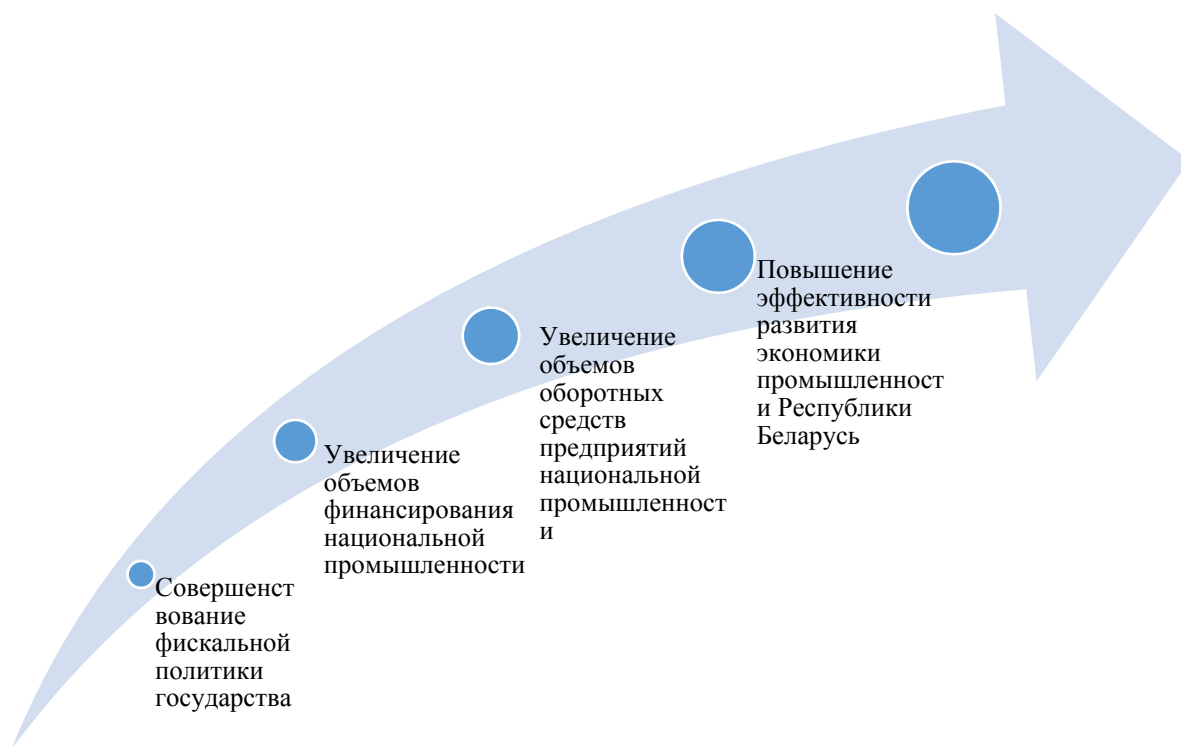 Совершенст
вование
фискальной
политики
государства
Увеличение
объемов
финансирования
национальной
промышленности
Увеличение
объемов
оборотных
средств
предприятий
национальной
промышленност
и
Повышение
эффективности
развития
экономики
промышленност
и Республики
Беларусь